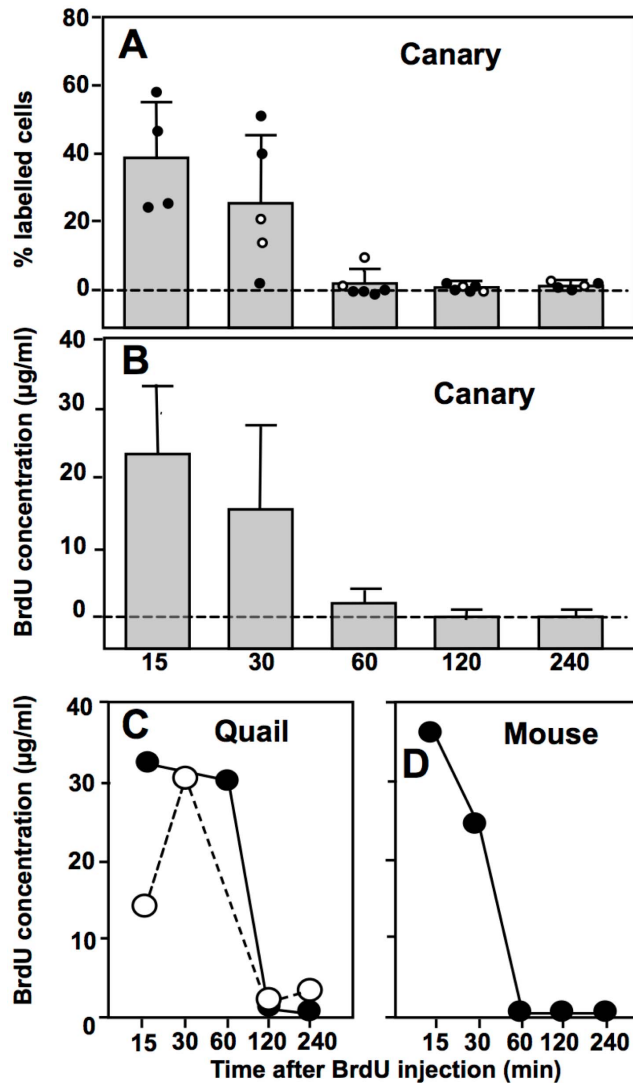 A
Canary
% labelled cells
80
60
40
20
0
B
Canary
BrdU concentration (µg/ml)
40
30
20
10
0
15 30 60 120 240
C
Quail
BrdU concentration (µg/ml)
40
30
20
10
0
15 30 60 120 240
D
Mouse
15 30 60 120 240
Time after BrdU injection (min)